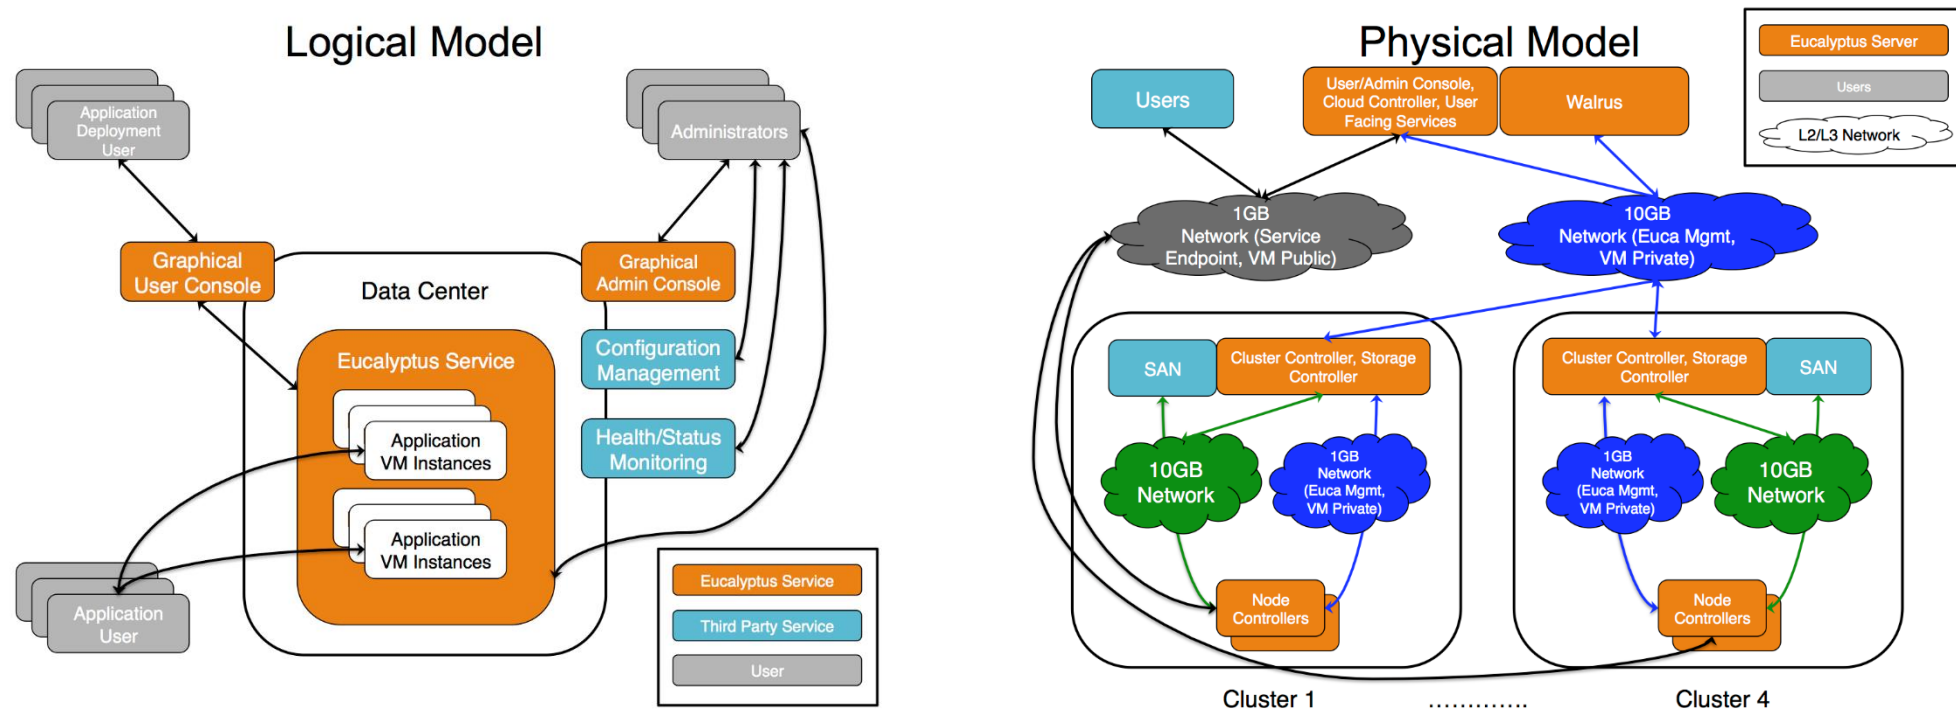 Logical Model
Application
Deployment
User
Administrators
Graphical
User Console
Data Center
Graphical
Admin Console
Eucalyptus Service
Configuration
Management
Application
VM Instances
Health/Status
Monitoring
Application
VM Instances
Application
User
Eucalyptus Service
Third Party Service
User
Physical Model
Eucalyptus Server
Users
L2/L3 Network
Users
User/Admin Console,
Cloud Controller, User
Facing Services
Walrus
1GB
Network (Service
Endpoint, VM Public)
10GB
Network (Euca Mgmt,
VM Private)
SAN
Cluster Controller, Storage
Controller
Cluster Controller, Storage
Controller
SAN
10GB
Network
1GB
Network
(Euca Mgmt,
VM Private)
1GB
Network
(Euca Mgmt,
VM Private)
10GB
Network
Node
Controllers
Node
Controllers
Cluster 1
.............
Cluster 4